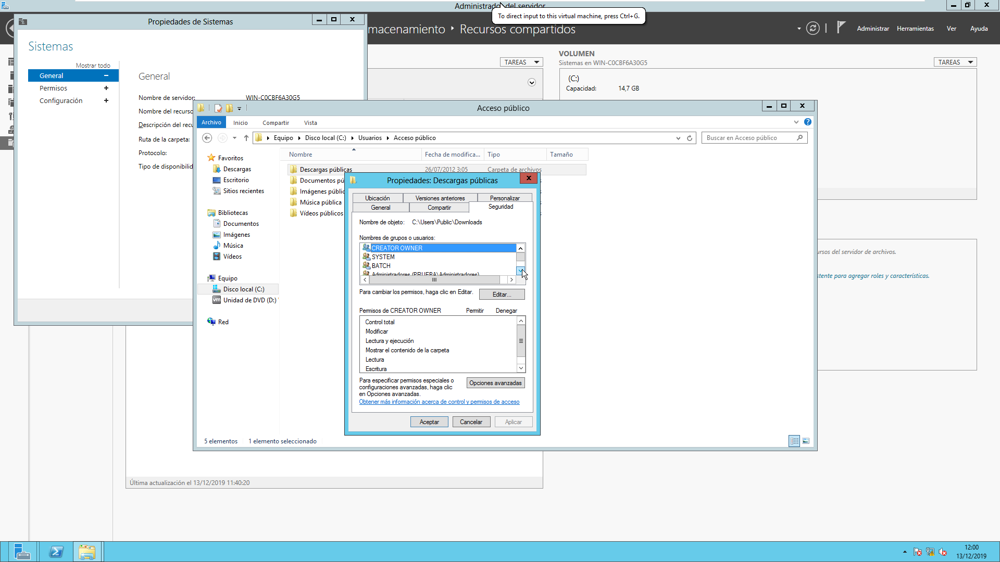 Administrado del servidor
To direct input to this virtual machine, press Ctrl+G.
Propiedades de Sistemas
macenamiento ‣ Recursos compartidos
Administrar Herramientas Ver Ayuda
Sistemas
Mostrar todo
General −
Permisos +
Configuración +
General
Nombre de servidor: WIN-C0CBF6A30G5
Nombre del recurso
Descripción del recu
Ruta de la carpeta:
Protocolo:
Tipo de disponibilid
TAREAS
VOLUMEN
Sistemas en WIN-C0CBF6A30G5
TAREAS
(C:)
Capacidad: 14,7 GB
Acceso público
Archivo Inicio Compartir Vista
Equipo Disco local (C:) Usuarios Acceso público
Buscar en Acceso público
Nombre Fecha de modifica... Tipo Tamaño
Favoritos
Descargas
Escritorio
Sitios recientes
Bibliotecas
Documentos
Imágenes
Música
Vídeos
Equipo
Disco local (C:)
Unidad de DVD (D:)
Red
Descargas públicas 26/07/2012 3:05 Carpeta de archivos
Documentos pú
Imágenes públic
Música pública
Vídeos públicos
Propiedades: Descargas públicas
Ubicación Versiones anteriores Personalizar
General Compartir Seguridad
Nombre de objeto: C:\Users\Public\Downloads
Nombres de grupos o usuarios:
CREATOR OWNER
SYSTEM
BATCH
Administradores (PRUEBA\Administradores)
Para cambiar los permisos, haga clic en Editar.
Editar...
Permisos de CREATOR OWNER Permitir Denegar
Control total
Modificar
Lectura y ejecución
Mostrar el contenido de la carpeta
Lectura
Escritura
Para especificar permisos especiales o
configuraciones avanzadas, haga clic
en Opciones avanzadas.
Opciones avanzadas
Obtener más información acerca de control y permisos de acceso
Aceptar Cancelar Aplicar
5 elementos 1 elemento seleccionado
ursos del servidor de archivos.
stente para agregar roles y características.
Última actualización el 13/12/2019 11:40:20
12:00
13/12/2019